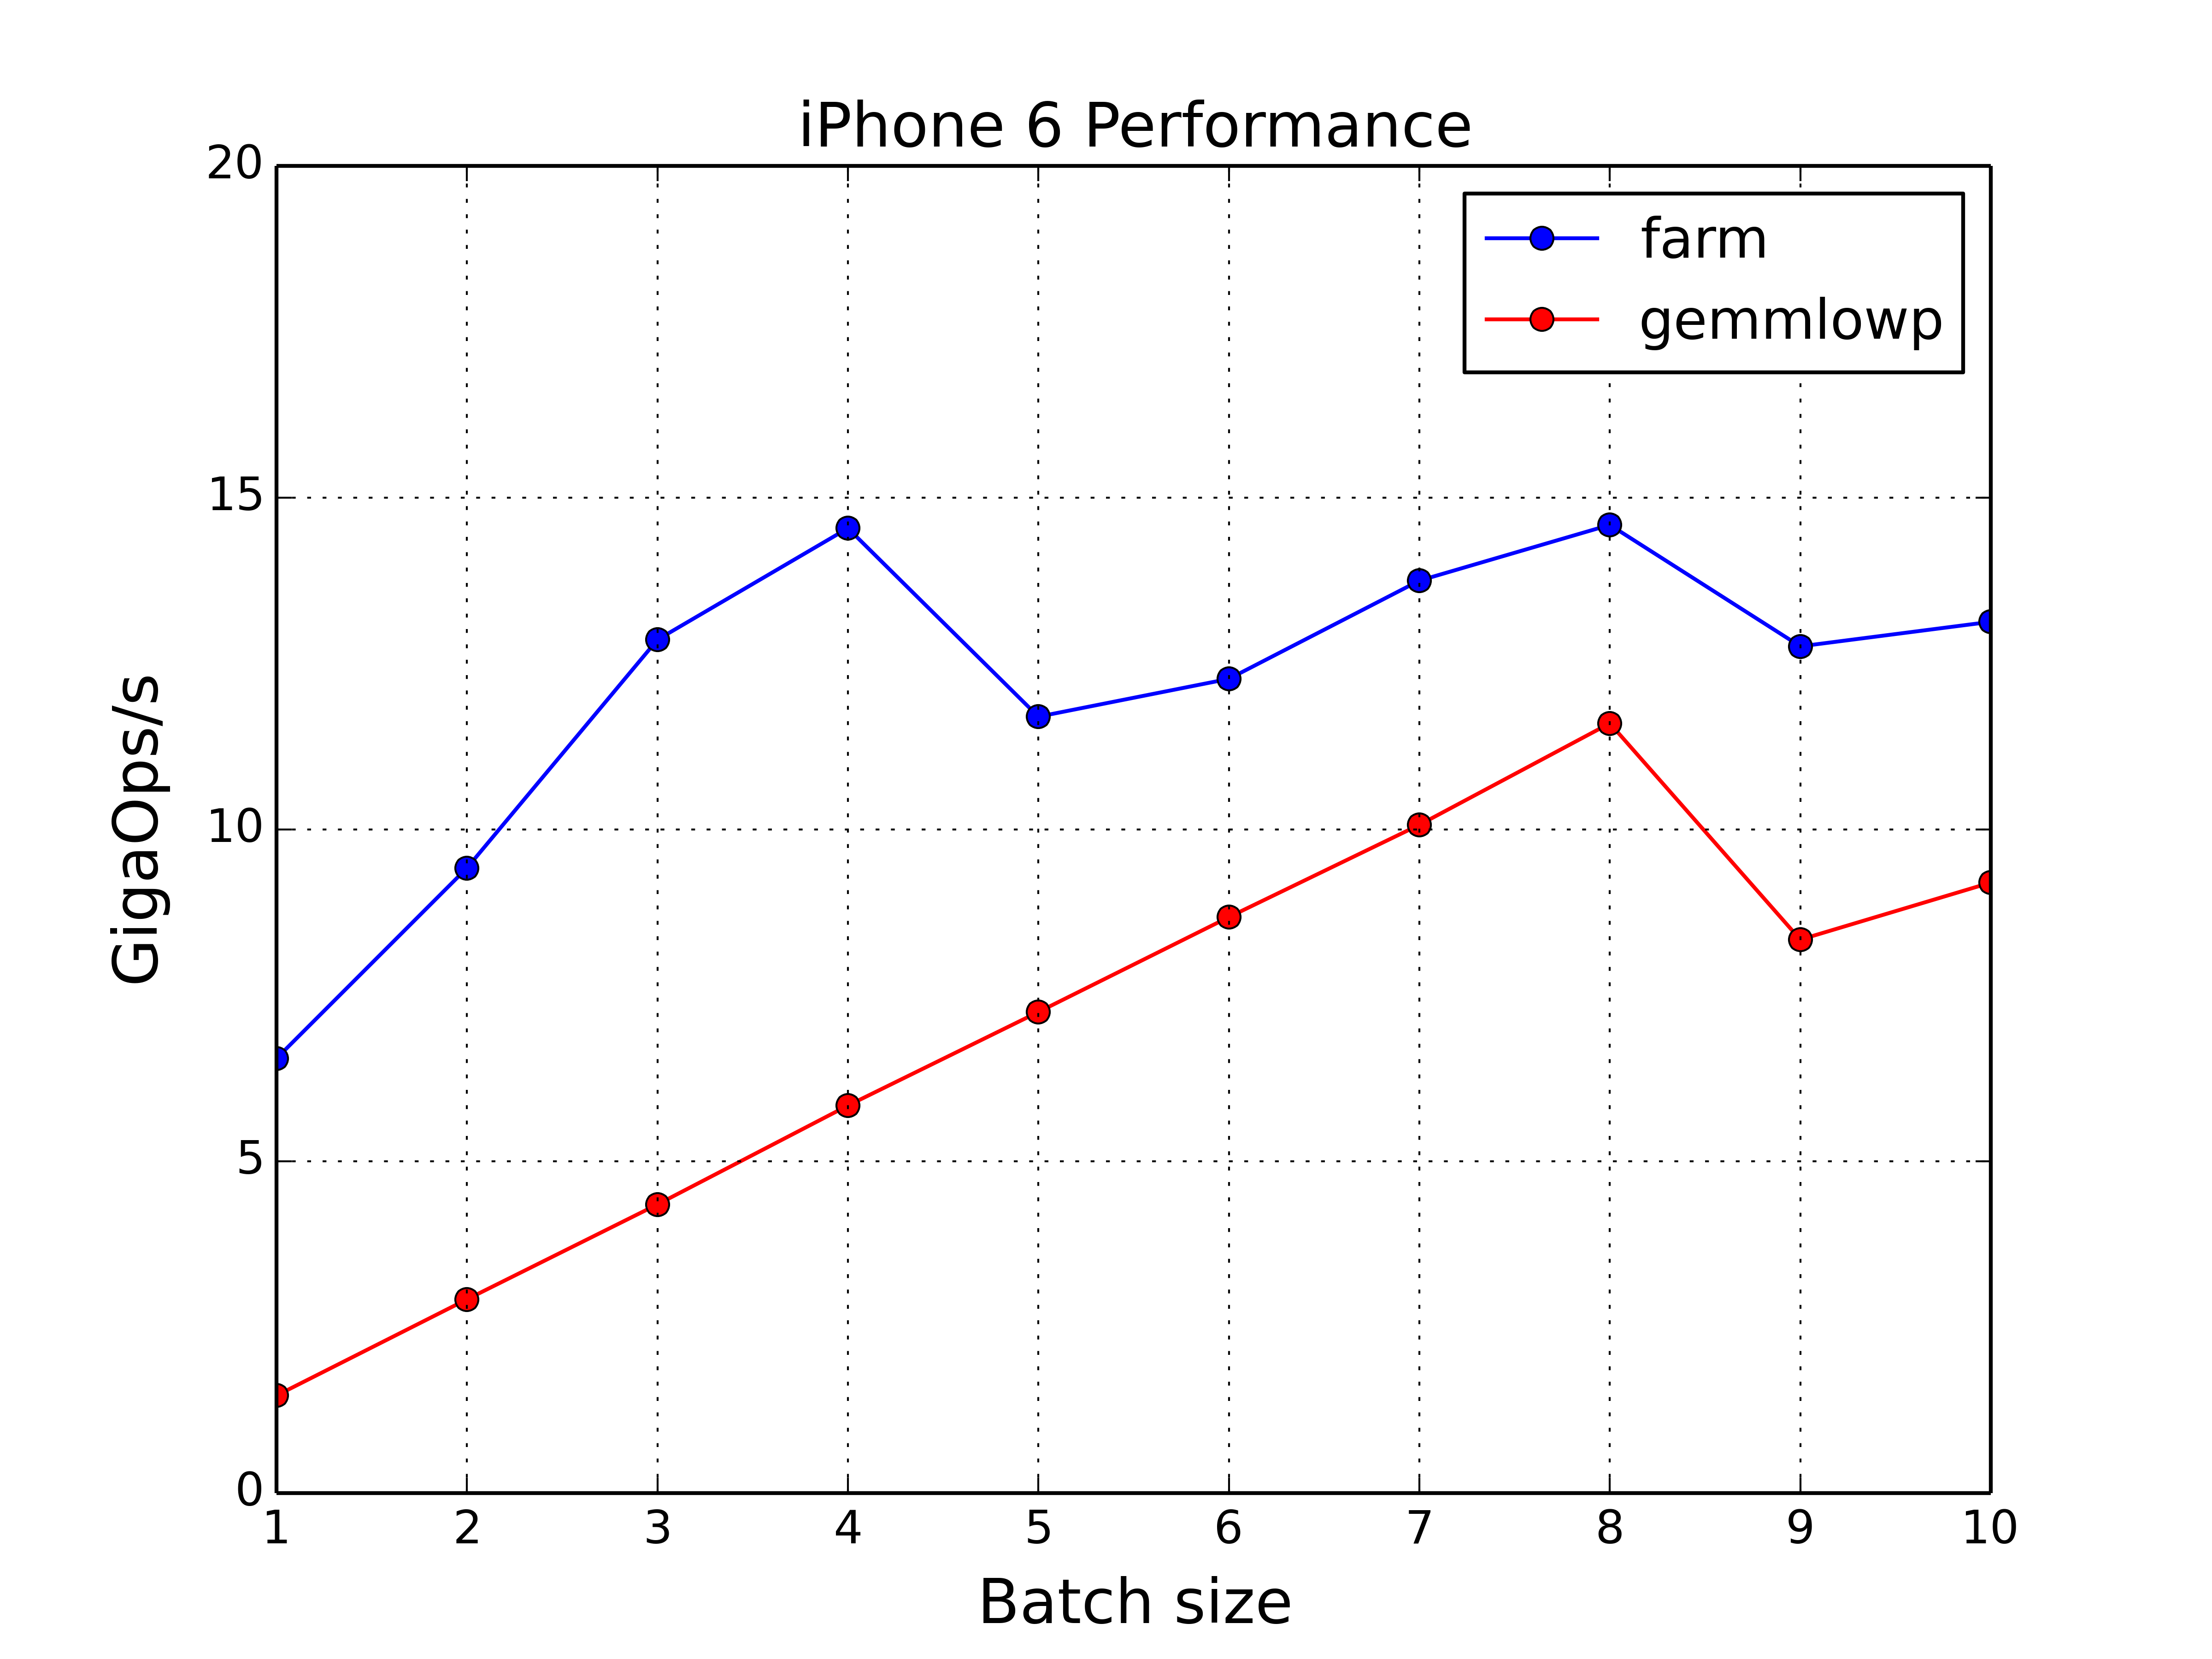 iPhone 6 Performance
20
15
10
5
0
GigaOps/s
farm
gemmlowp
1 2 3 4 5 6 7 8 9 10
Batch size